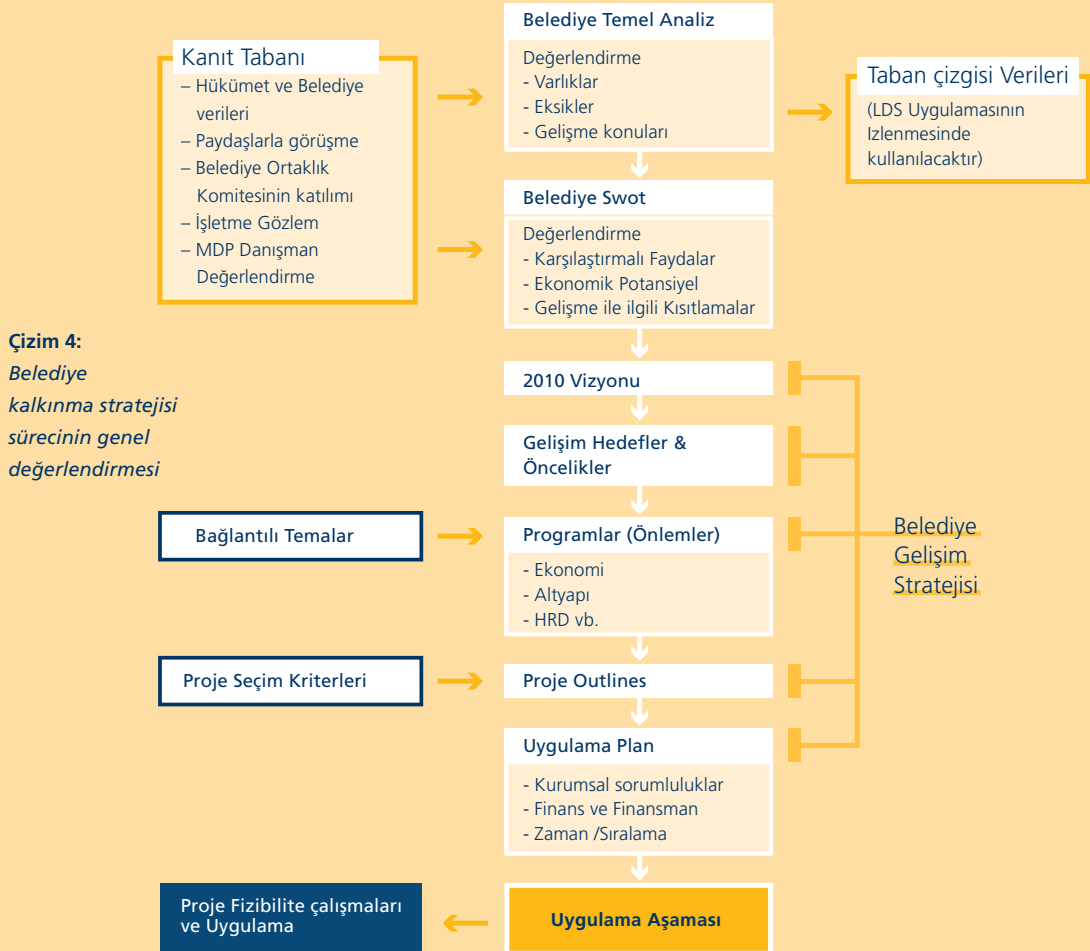 Belediye Temel Analiz
Değerlendirme
- Varlıklar
- Eksikler
- Gelişme konuları
Kanıt Tabanı
– Hükümet ve Belediye
verileri
– Paydaşlarla görüşme
– Belediye Ortaklık
Komitesinin katılımı
– İşletme Gözlem
– MDP Danışman
Değerlendirme
Taban çizgisi Verileri
(LDS Uygulamasının
Izlenmesinde
kullanılacaktır)
Belediye Swot
Değerlendirme
- Karşılaştırmalı Faydalar
- Ekonomik Potansiyel
- Gelişme ile ilgili Kısıtlamalar
Çizim 4:
Belediye
kalkınma stratejisi
sürecinin genel
değerlendirmesi
2010 Vizyonu
Gelişim Hedefler &
Öncelikler
Bağlantılı Temalar
Programlar (Önlemler)
- Ekonomi
- Altyapı
- HRD vb.
Belediye
Gelişim
Stratejisi
Proje Seçim Kriterleri
Proje Outlines
Uygulama Plan
- Kurumsal sorumluluklar
- Finans ve Finansman
- Zaman /Sıralama
Proje Fizibilite çalışmaları
ve Uygulama
Uygulama Aşaması